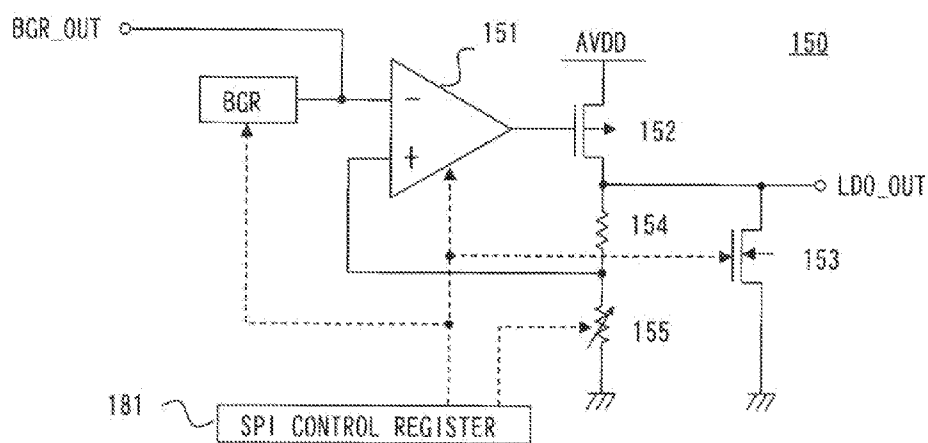 BGR_OUT
151
AVDD
150
BGR
−
+
152
LDO_OUT
154
153
155
181
SPI CONTROL REGISTER